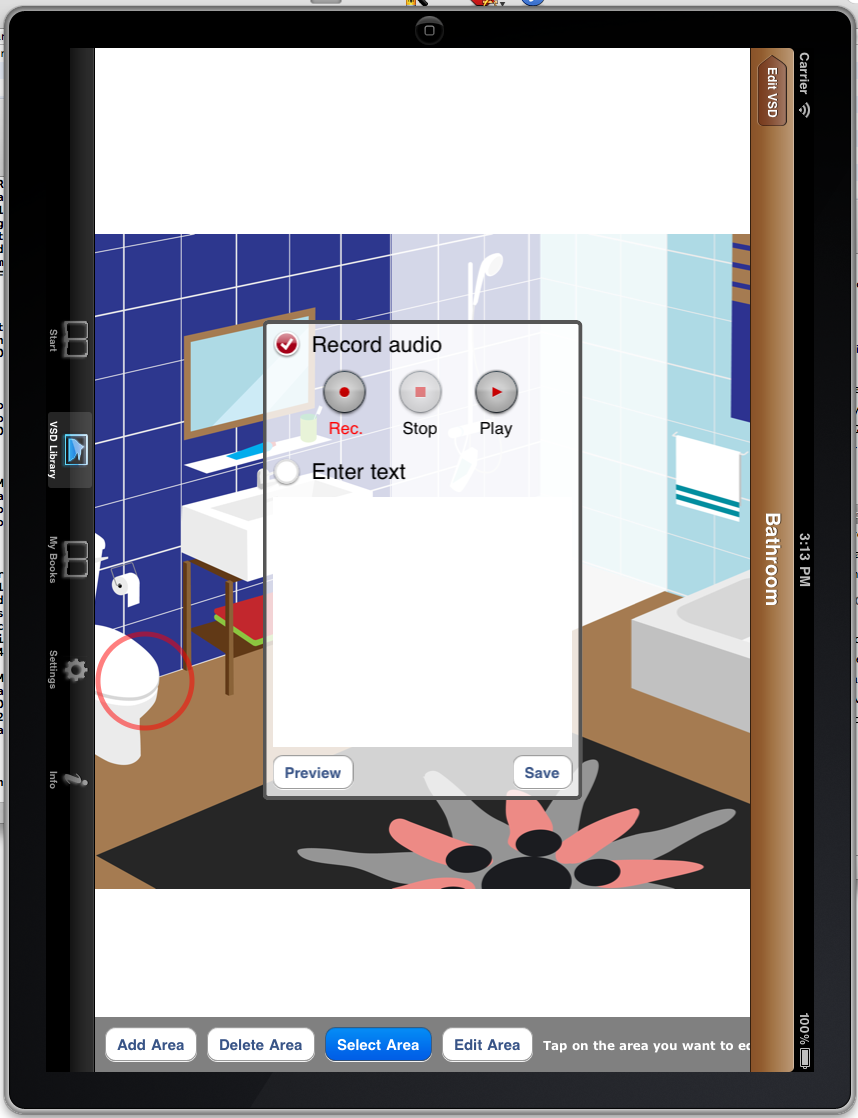 Carrier
3:13 PM
100%
Edit VSD
Bathroom
Record audio
Rec.
Stop
Play
Enter text
Preview
Save
Start
VSD Library
My Books
Settings
Info
Add Area
Delete Area
Select Area
Edit Area
Tap on the area you want to ed